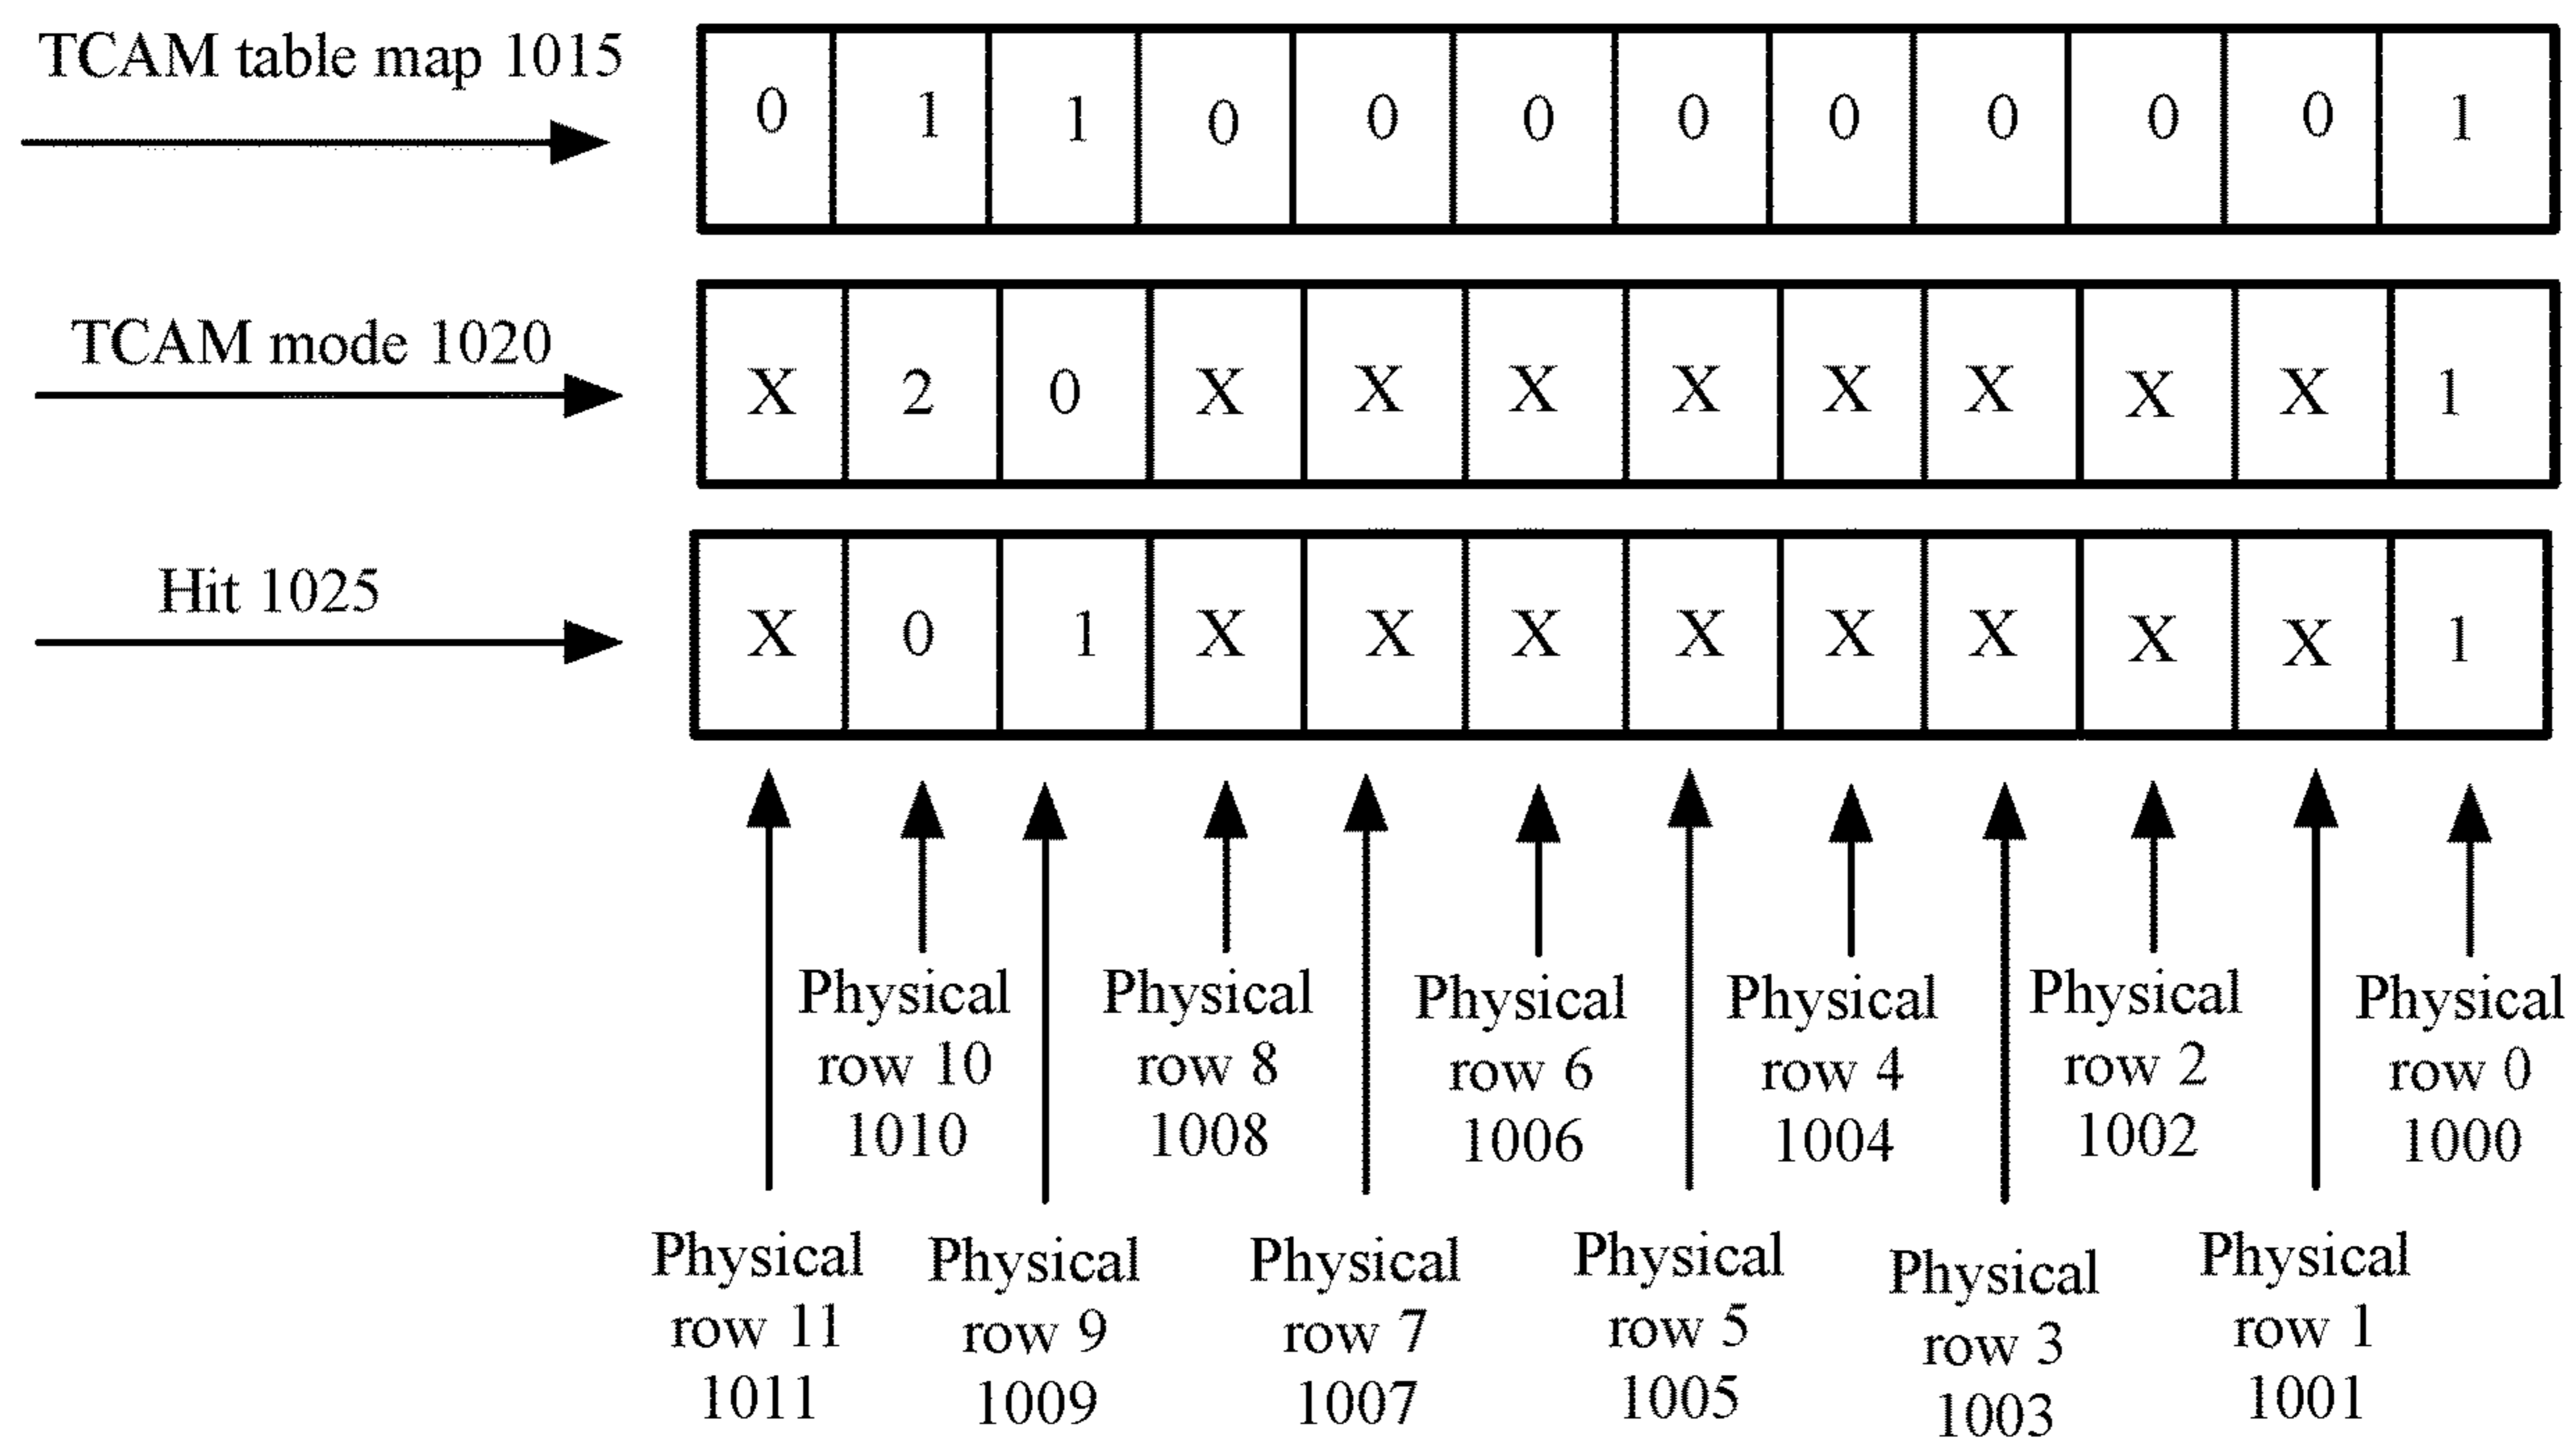 TCAM table map 1015
0 1 1 0 0 0 0 0 0 0 0 1
TCAM mode 1020
X 2 0 X X X X X X X X 1
Hit 1025
X 0 1 X X X X X X X X 1
Physical
row 10
1010
Physical
row 8
1008
Physical
row 6
1006
Physical
row 4
1004
Physical
row 2
1002
Physical
row 0
1000
Physical
row 11
1011
Physical
row 9
1009
Physical
row 7
1007
Physical
row 5
1005
Physical
row 3
1003
Physical
row 1
1001